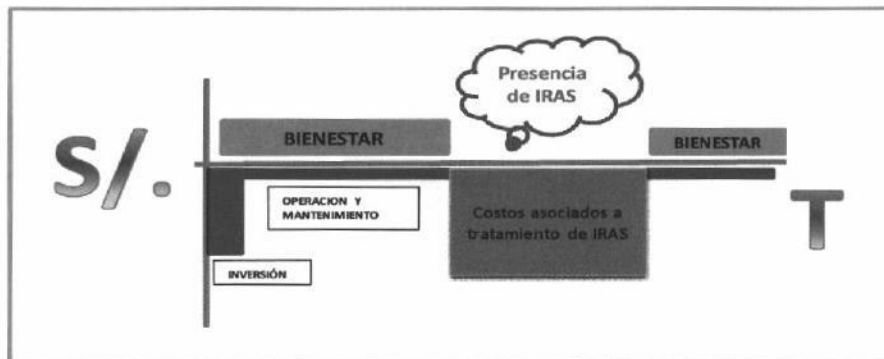 Presencia
de IRAS
BIENESTAR
BIENESTAR
S/.
OPERACION Y
MANTENIMIENTO
Costos asociados a
tratamiento de IRAS
T
INVERSIÓN